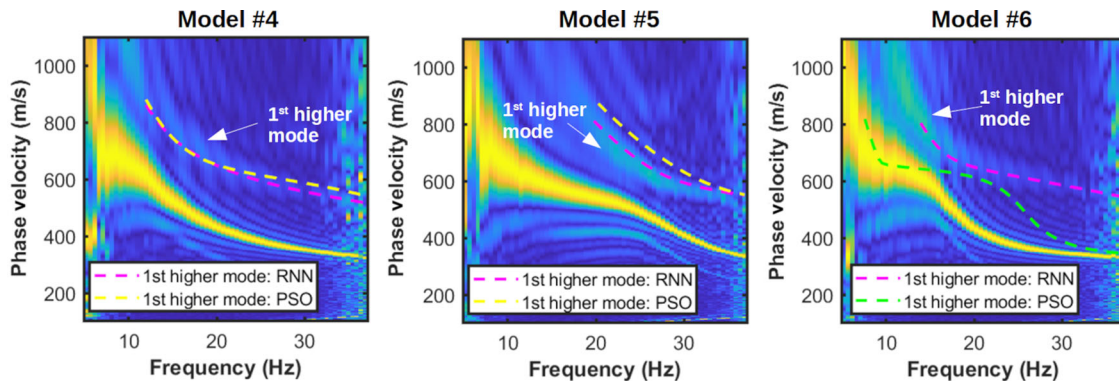 Model #4
Phase velocity (m/s)
1000
800
600
400
200
1st higher
mode
1st higher mode: RNN
1st higher mode: PSO
10
20
30
Frequency (Hz)
Model #5
Phase velocity (m/s)
1000
800
600
400
200
1st higher
mode
1st higher mode: RNN
1st higher mode: PSO
10
20
30
Frequency (Hz)
Model #6
Phase velocity (m/s)
1000
800
600
400
200
1st higher
mode
1st higher mode: RNN
1st higher mode: PSO
10
20
30
Frequency (Hz)